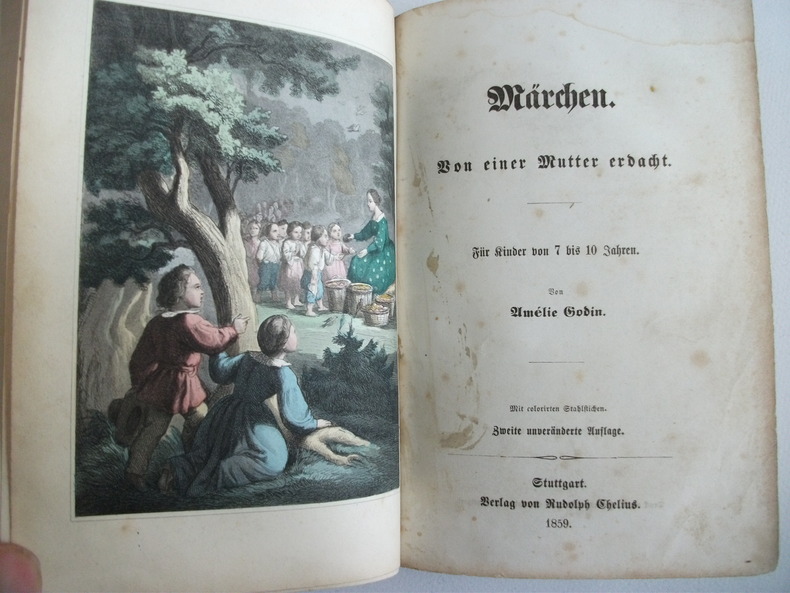 Märchen.
Von einer Mutter erdacht.
Für Kinder von 7 bis 10 Jahren.
Von
Amélie Godin.
Mit colorirten Stahlstichen.
Zweite unveränderte Auflage.
Stuttgart.
Verlag von Rudolph Chelius.
1859.